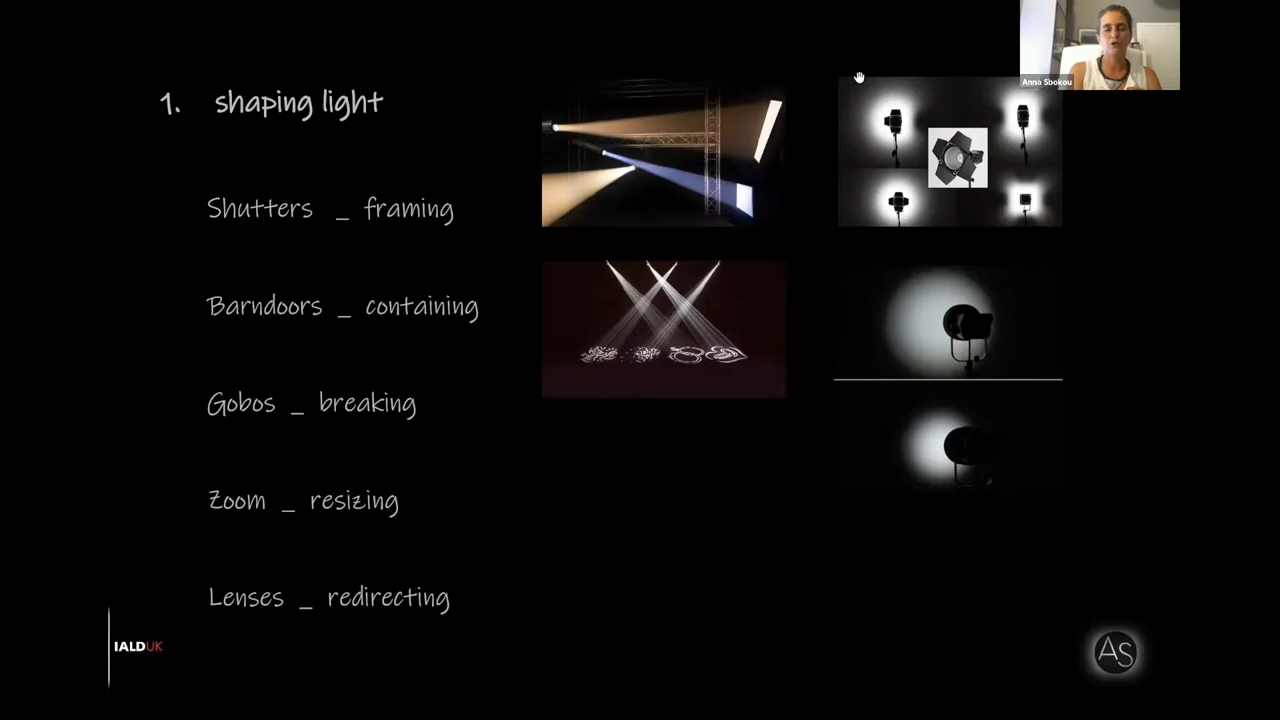 Anna Sbokou
1. shaping light
Shutters _ framing
Barndoors _ containing
Gobos _ breaking
Zoom _ resizing
Lenses _ redirecting
IALDUK
AS